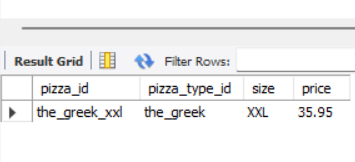 Result Grid Filter Rows:
pizza_id pizza_type_id size price
the_greek_xxl the_greek XXL 35.95